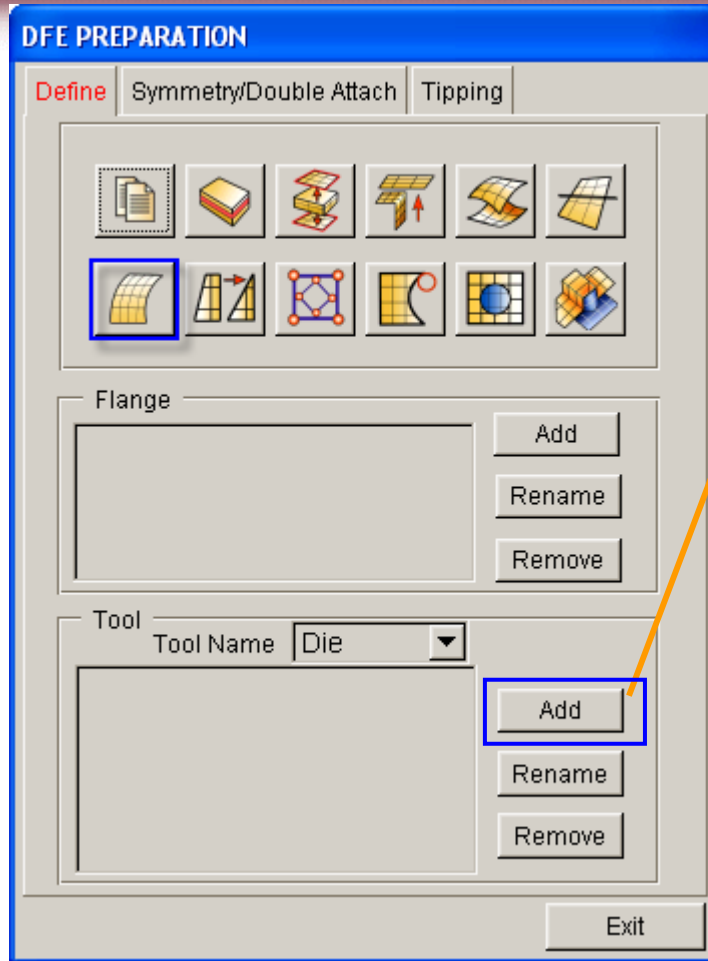 DFE PREPARATION
Define Symmetry/Double Attach Tipping
Flange
Add
Rename
Remove
Tool
Tool Name Die
Add
Rename
Remove
Exit